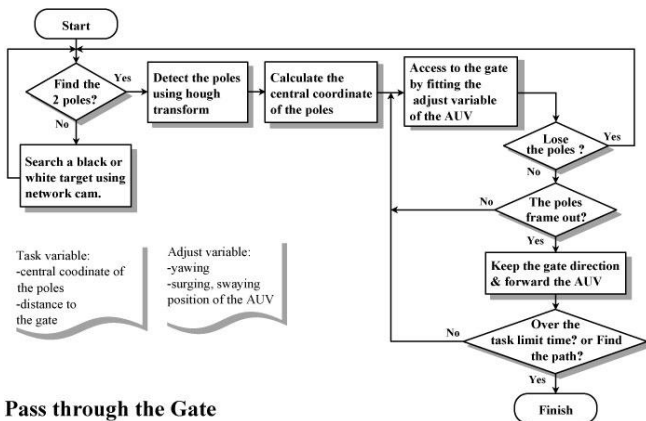 Start
Find the
2 poles?
Yes
No
Search a black or
white target using
network cam.
Detect the poles
using hough
transform
Calculate the
central coordinate
of the poles
Access to the gate
by fitting the
adjust variable
of the AUV
Lose
the poles ?
Yes
No
The poles
frame out?
No
Yes
Keep the gate direction
& forward the AUV
Over the
task limit time? or Find
the path?
No
Yes
Finish
Task variable:
-central coodinate of
the poles
-distance to
the gate
Adjust variable:
-yawing
-surging, swaying
position of the AUV
Pass through the Gate